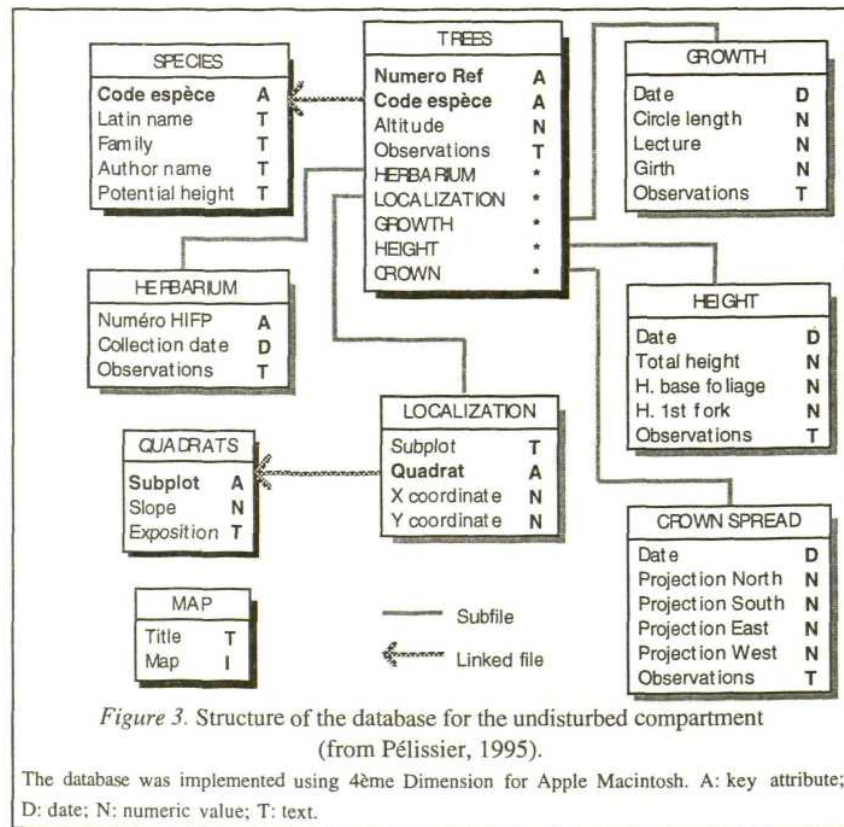 SPECIES
Code espèce A
Latin name T
Family T
Author name T
Potential height T
TREES
Numero Ref A
Code espèce A
Altitude N
Observations T
HERBARIUM *
LOCALIZATION *
GROWTH *
HEIGHT *
CROWN *
GROWTH
Date D
Circle length N
Lecture N
Girth N
Observations T
HERBARIUM
Numéro HIFP A
Collection date D
Observations T
HEIGHT
Date D
Total height N
H. base foliage N
H. 1st fork N
Observations T
LOCALIZATION
Subplot T
Quadrat A
X coordinate N
Y coordinate N
QUADRATS
Subplot A
Slope N
Exposition T
CROWN SPREAD
Date D
Projection North N
Projection South N
Projection East N
Projection West N
Observations T
MAP
Title T
Map I
Subfile
Linked file
Figure 3. Structure of the database for the undisturbed compartment
(from Pélissier, 1995).
The database was implemented using 4ème Dimension for Apple Macintosh. A: key attribute;
D: date; N: numeric value; T: text.